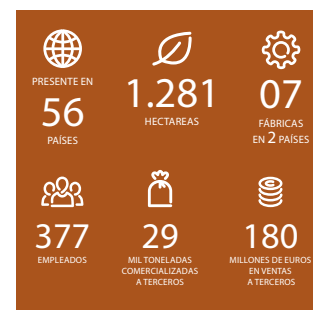 PRESENTE EN
56
PAÍSES
1.281
HECTAREAS
07
FÁBRICAS
EN 2 PAÍSES
377
EMPLEADOS
29
MIL TONELADAS
COMERCIALIZADAS
A TERCEROS
180
MILLONES DE EUROS
EN VENTAS
A TERCEROS